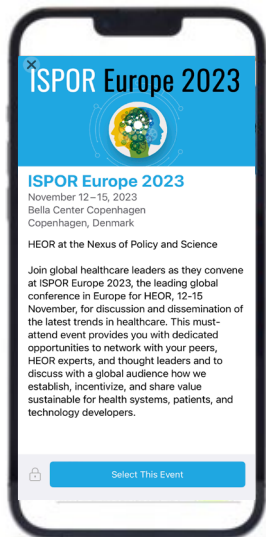 ISPOR Europe 2023
ISPOR Europe 2023
November 12–15, 2023
Bella Center Copenhagen
Copenhagen, Denmark
HEOR at the Nexus of Policy and Science
Join global healthcare leaders as they convene
at ISPOR Europe 2023, the leading global
conference in Europe for HEOR, 12-15
November, for discussion and dissemination of
the latest trends in healthcare. This must-
attend event provides you with dedicated
opportunities to network with your peers,
HEOR experts, and thought leaders and to
discuss with a global audience how we
establish, incentivize, and share value
sustainable for health systems, patients, and
technology developers.
Select This Event